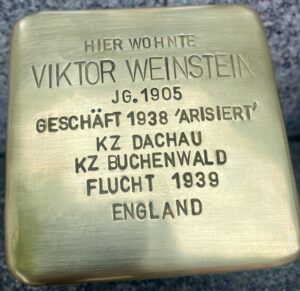 HIER WOHNTE
VIKTOR WEINSTEIN
JG. 1905
GESCHÄFT 1938 'ARISIERT'
KZ DACHAU
KZ BUCHENWALD
FLUCHT 1939
ENGLAND